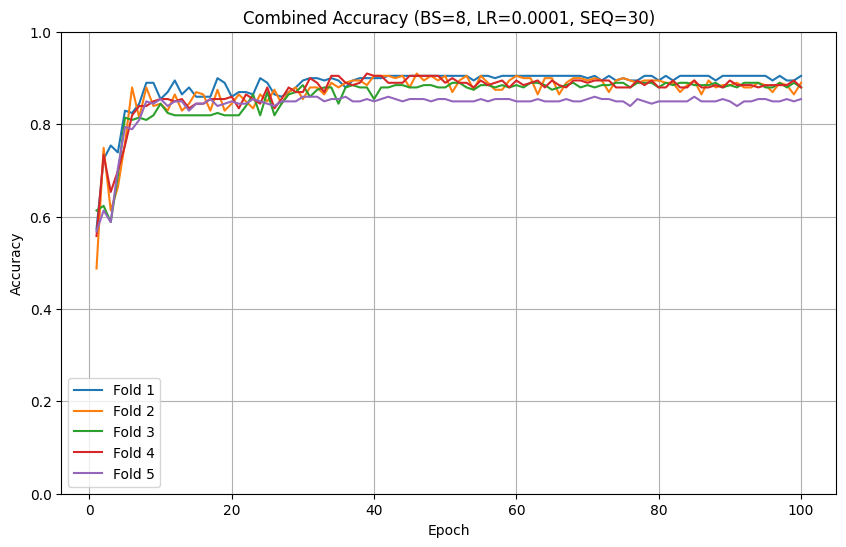 Combined Accuracy (BS=8, LR=0.0001, SEQ=30)
Accuracy
1.0
0.8
0.6
0.4
0.2
0.0
Fold 1
Fold 2
Fold 3
Fold 4
Fold 5
0 20 40 60 80 100
Epoch